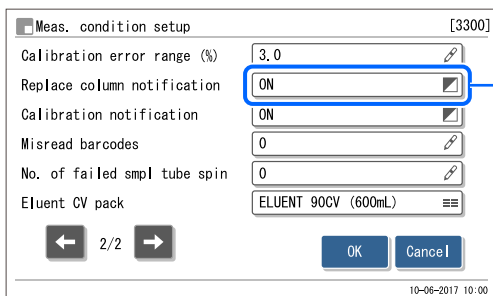 Meas. condition setup [3300]
Calibration error range (%) 3.0
Replace column notification ON
Calibration notification ON
Misread barcodes 0
No. of failed smpl tube spin 0
Eluent CV pack ELUENT 90CV (600mL)
2/2 OK Cancel
10-06-2017 10:00